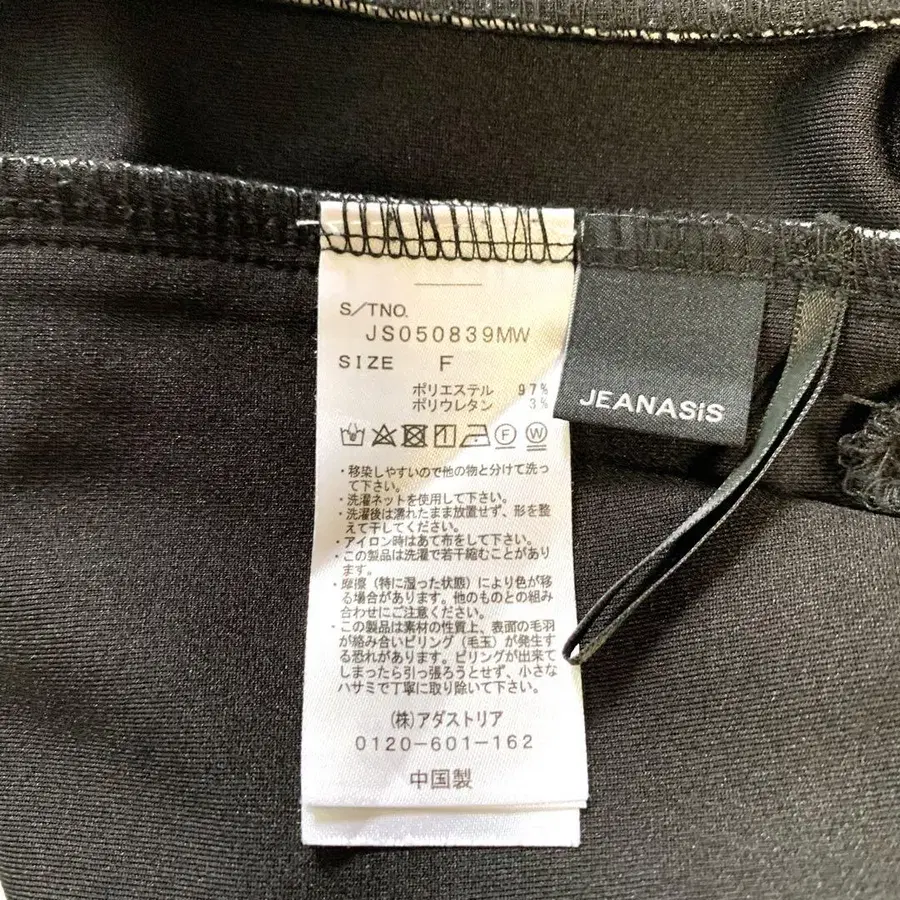 S/TNO.
JS050839MW
SIZE F
ポリエステル 97%
ポリウレタン 3%
F W
・移染しやすいので他の物と分けて洗っ
て下さい。
・洗濯ネットを使用して下さい。
・洗濯後は濡れたまま放置せず、形を整
えて干してください。
・アイロン時はあて布をして下さい。
・この製品は洗濯で若干縮むことがあり
ます。
・摩擦(特に湿った状態)により色が移
る場合があります。他のものとの組み
合わせにご注意ください。
・この製品は素材の性質上、表面の毛羽
が絡み合いピリング(毛玉)が発生す
る恐れがあります。ピリングが出来て
しまったら引っ張ろうとせず、小さな
ハサミで丁寧に取り除いて下さい。
(株)アダストリア
0120-601-162
中国製
JEANASiS